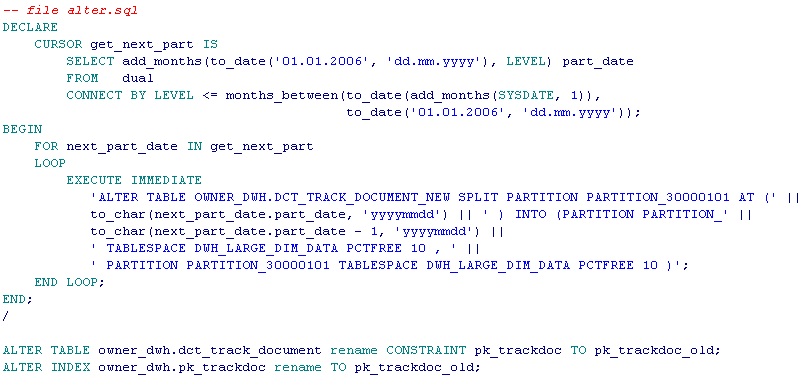 -- file alter.sql
DECLARE
    CURSOR get_next_part IS
        SELECT add_months(to_date('01.01.2006', 'dd.mm.yyyy'), LEVEL) part_date
        FROM   dual
        CONNECT BY LEVEL <= months_between(to_date(add_months(SYSDATE, 1)),
                                           to_date('01.01.2006', 'dd.mm.yyyy'));
BEGIN
    FOR next_part_date IN get_next_part
    LOOP
        EXECUTE IMMEDIATE
           'ALTER TABLE OWNER_DWH.DCT_TRACK_DOCUMENT_NEW SPLIT PARTITION PARTITION_30000101 AT (' ||
           to_char(next_part_date.part_date, 'yyyymmdd') || ' ) INTO (PARTITION PARTITION_' ||
           to_char(next_part_date.part_date - 1, 'yyyymmdd') ||
           ' TABLESPACE DWH_LARGE_DIM_DATA PCTFREE 10 , ' ||
           ' PARTITION PARTITION_30000101 TABLESPACE DWH_LARGE_DIM_DATA PCTFREE 10 )';
    END LOOP;
END;
/
ALTER TABLE owner_dwh.dct_track_document rename CONSTRAINT pk_trackdoc TO pk_trackdoc_old;
ALTER INDEX owner_dwh.pk_trackdoc rename TO pk_trackdoc_old;